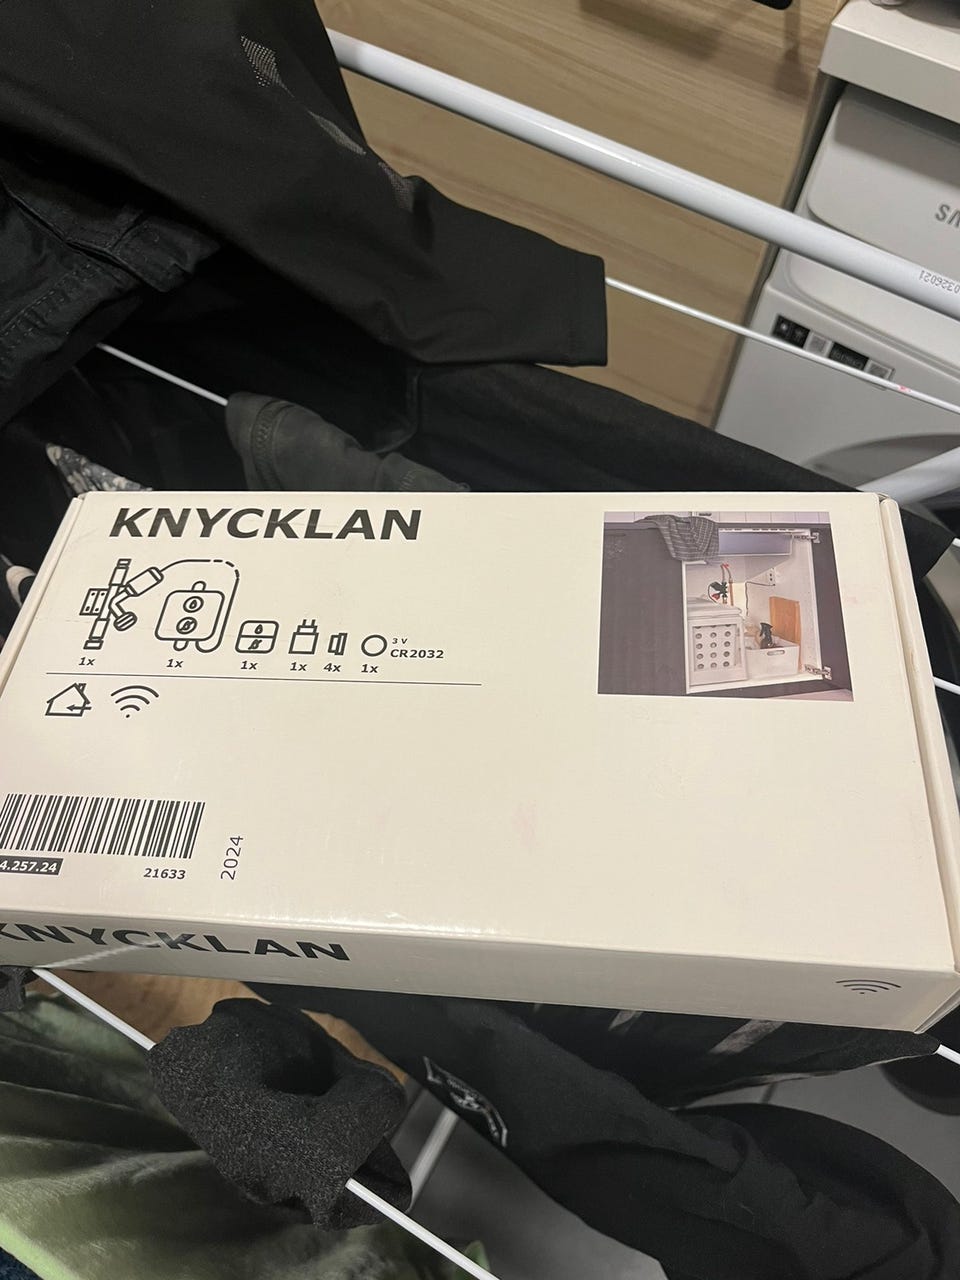 KNYCKLAN
3 V
CR2032
1x 1x 1x 1x 4x 1x
4.257.24
21633
2024
KNYCKLAN